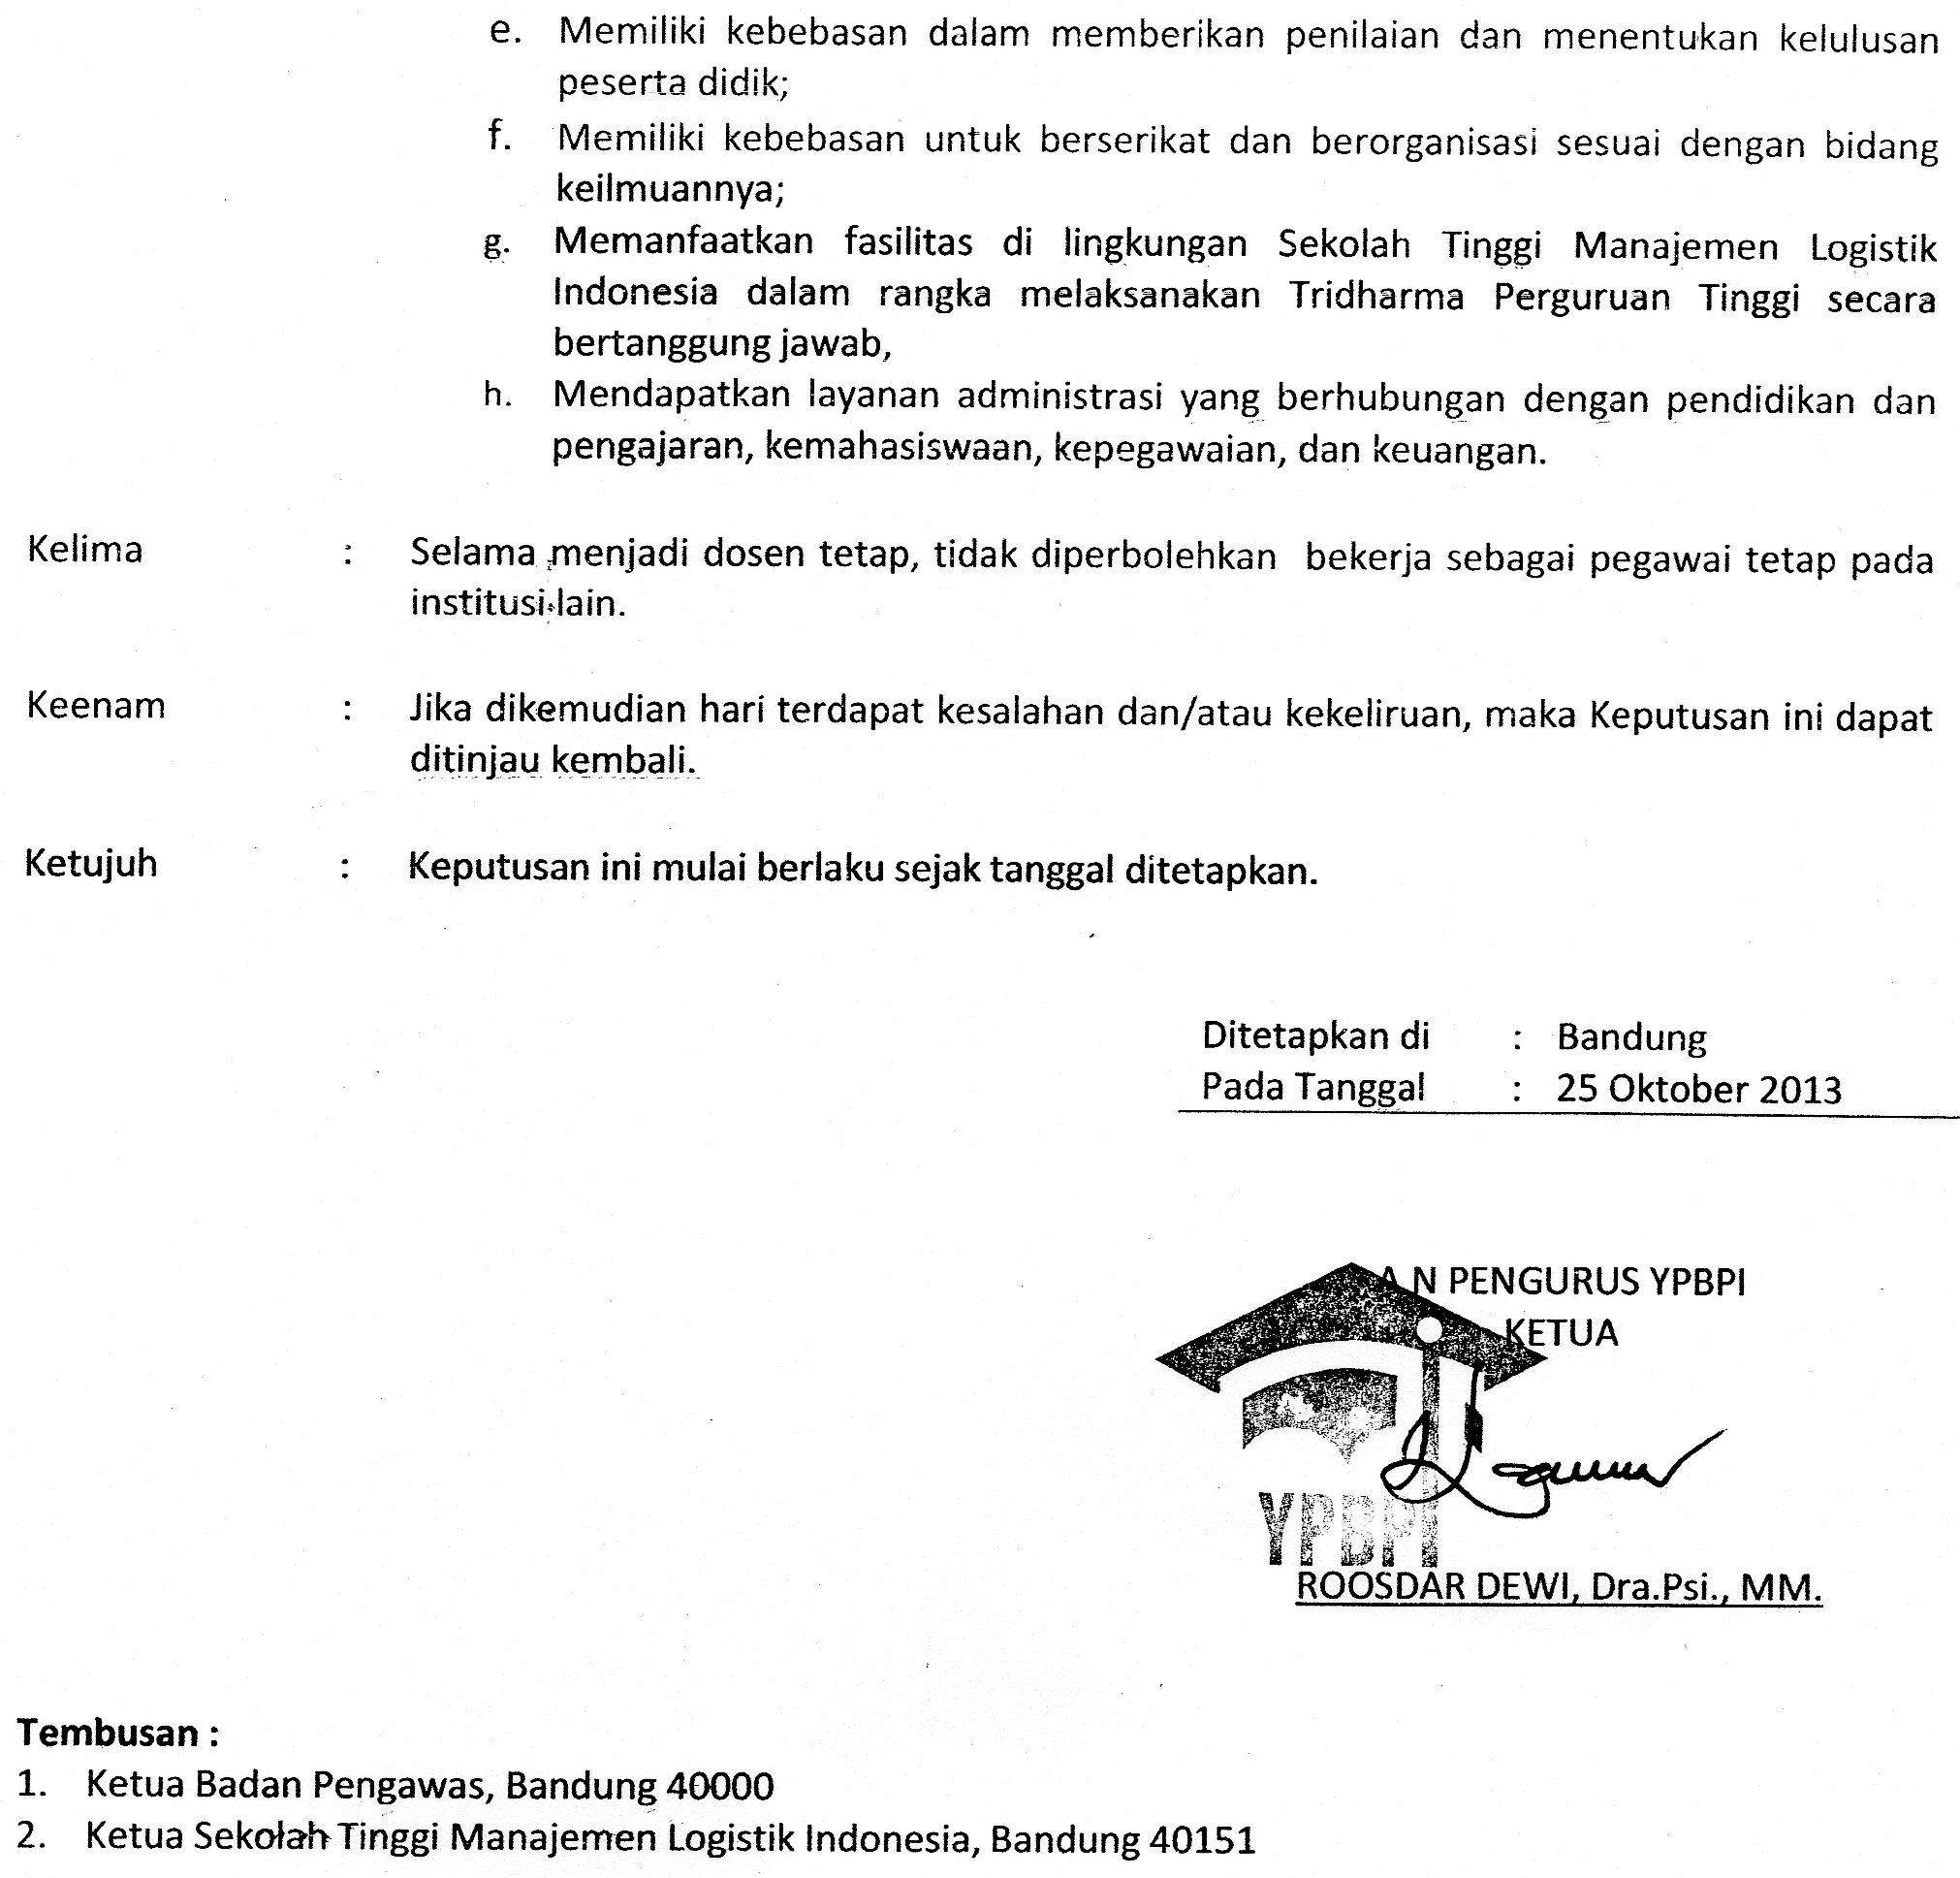 e. Memiliki kebebasan dalam memberikan penilaian dan menentukan kelulusan
peserta didik;
f. Memiliki kebebasan untuk berserikat dan berorganisasi sesuai dengan bidang
keilmuannya;
g. Memanfaatkan fasilitas di lingkungan Sekolah Tinggi Manajemen Logistik
Indonesia dalam rangka melaksanakan Tridharma Perguruan Tinggi secara
bertanggung jawab,
h. Mendapatkan layanan administrasi yang berhubungan dengan pendidikan dan
pengajaran, kemahasiswaan, kepegawaian, dan keuangan.
Kelima : Selama menjadi dosen tetap, tidak diperbolehkan bekerja sebagai pegawai tetap pada
institusi lain.
Keenam : Jika dikemudian hari terdapat kesalahan dan/atau kekeliruan, maka Keputusan ini dapat
ditinjau kembali.
Ketujuh : Keputusan ini mulai berlaku sejak tanggal ditetapkan.
Ditetapkan di : Bandung
Pada Tanggal : 25 Oktober 2013
A.N PENGURUS YPBPI
KETUA
YPBPI
ROOSDAR DEWI, Dra.Psi., MM.
Tembusan :
1. Ketua Badan Pengawas, Bandung 40000
2. Ketua Sekolah Tinggi Manajemen Logistik Indonesia, Bandung 40151